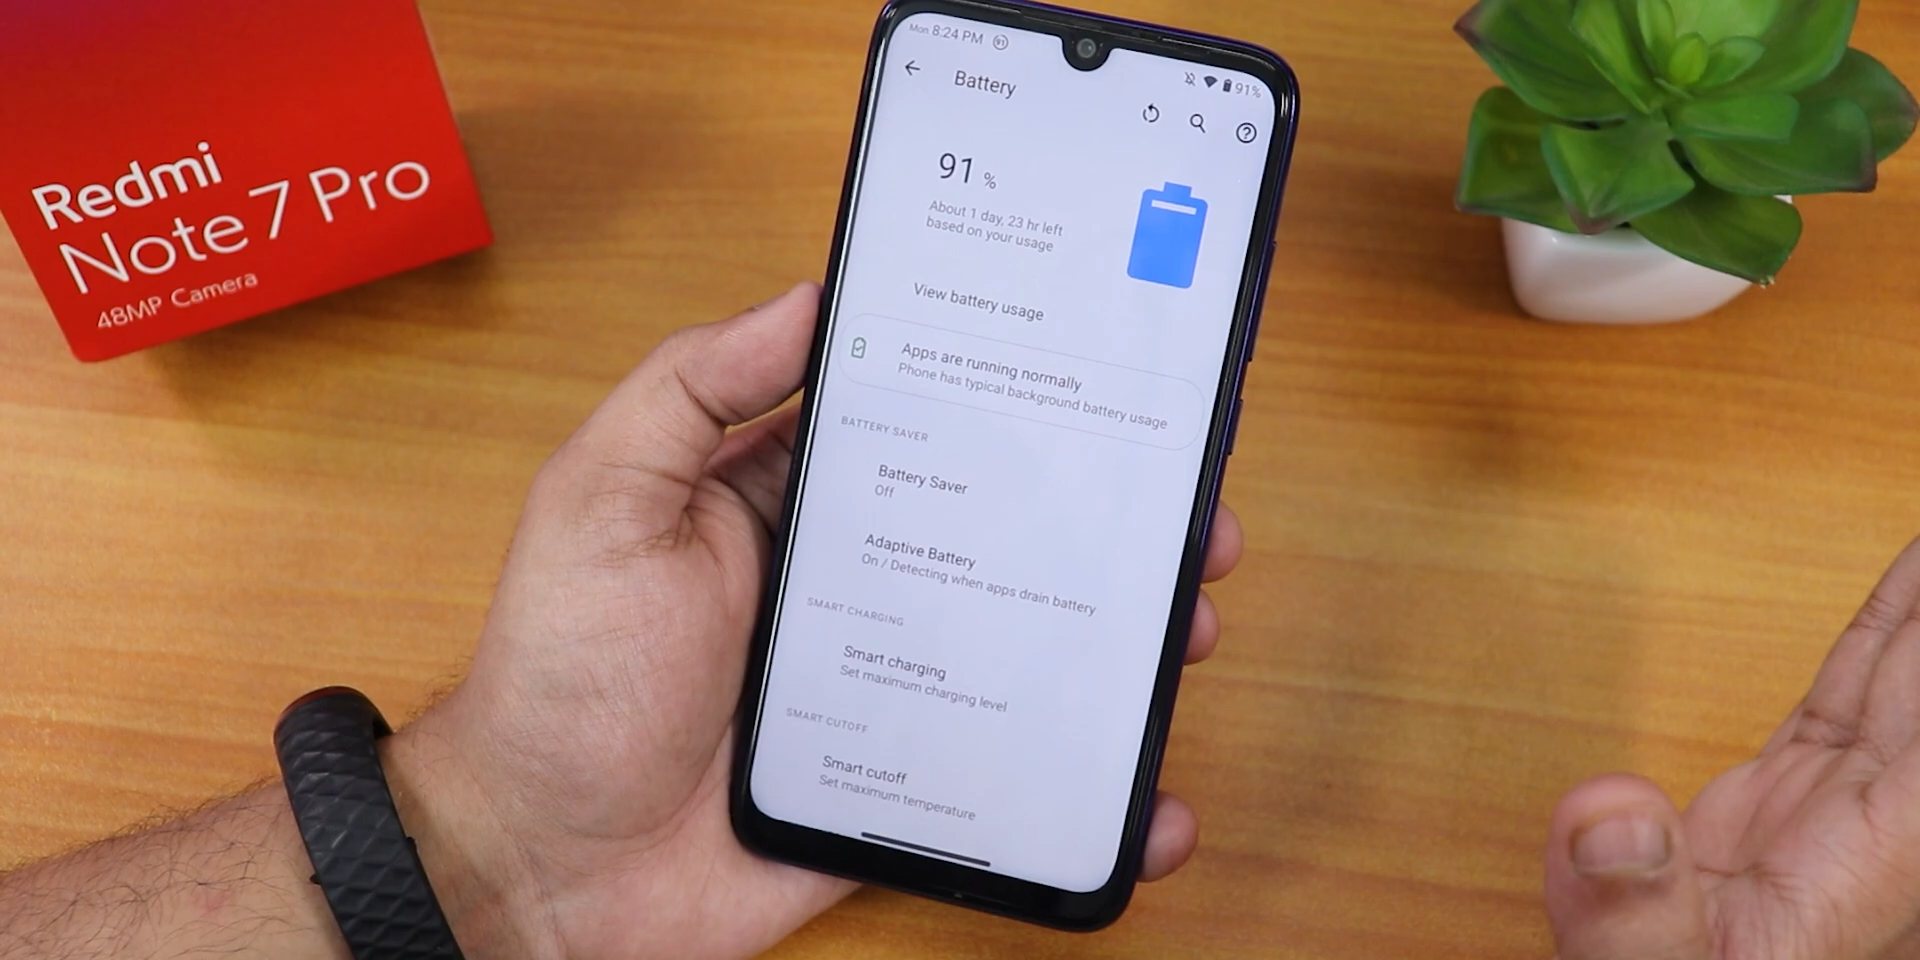 Redmi
Note 7 Pro
48MP Camera
Mon 8:24 PM 91
91%
Battery
91 %
About 1 day, 23 hr left
based on your usage
View battery usage
Apps are running normally
Phone has typical background battery usage
BATTERY SAVER
Battery Saver
Off
Adaptive Battery
On / Detecting when apps drain battery
SMART CHARGING
Smart charging
Set maximum charging level
SMART CUTOFF
Smart cutoff
Set maximum temperature